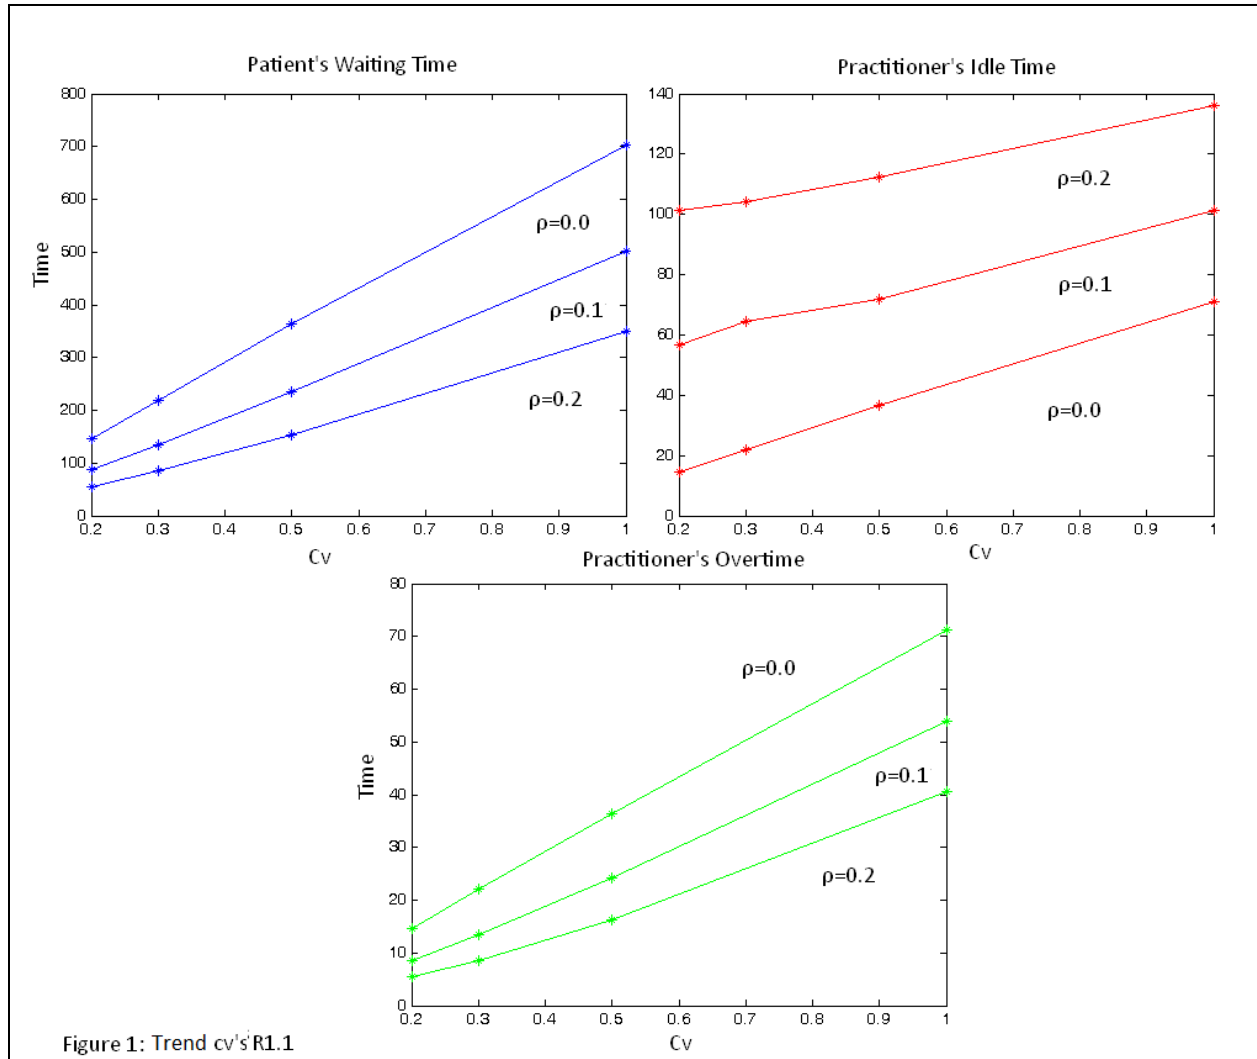 Patient's Waiting Time
800
700
600
500
400
300
200
100
0
Time
ρ=0.0
ρ=0.1
ρ=0.2
0.2 0.3 0.4 0.5 0.6 0.7 0.8 0.9 1
Cv
Practitioner's Idle Time
140
120
100
80
60
40
20
0
ρ=0.2
ρ=0.1
ρ=0.0
0.2 0.3 0.4 0.5 0.6 0.7 0.8 0.9 1
Cv
Practitioner's Overtime
80
70
60
50
40
30
20
10
0
Time
ρ=0.0
ρ=0.1
ρ=0.2
0.2 0.3 0.4 0.5 0.6 0.7 0.8 0.9 1
Cv
Figure 1: Trend cv's R1.1